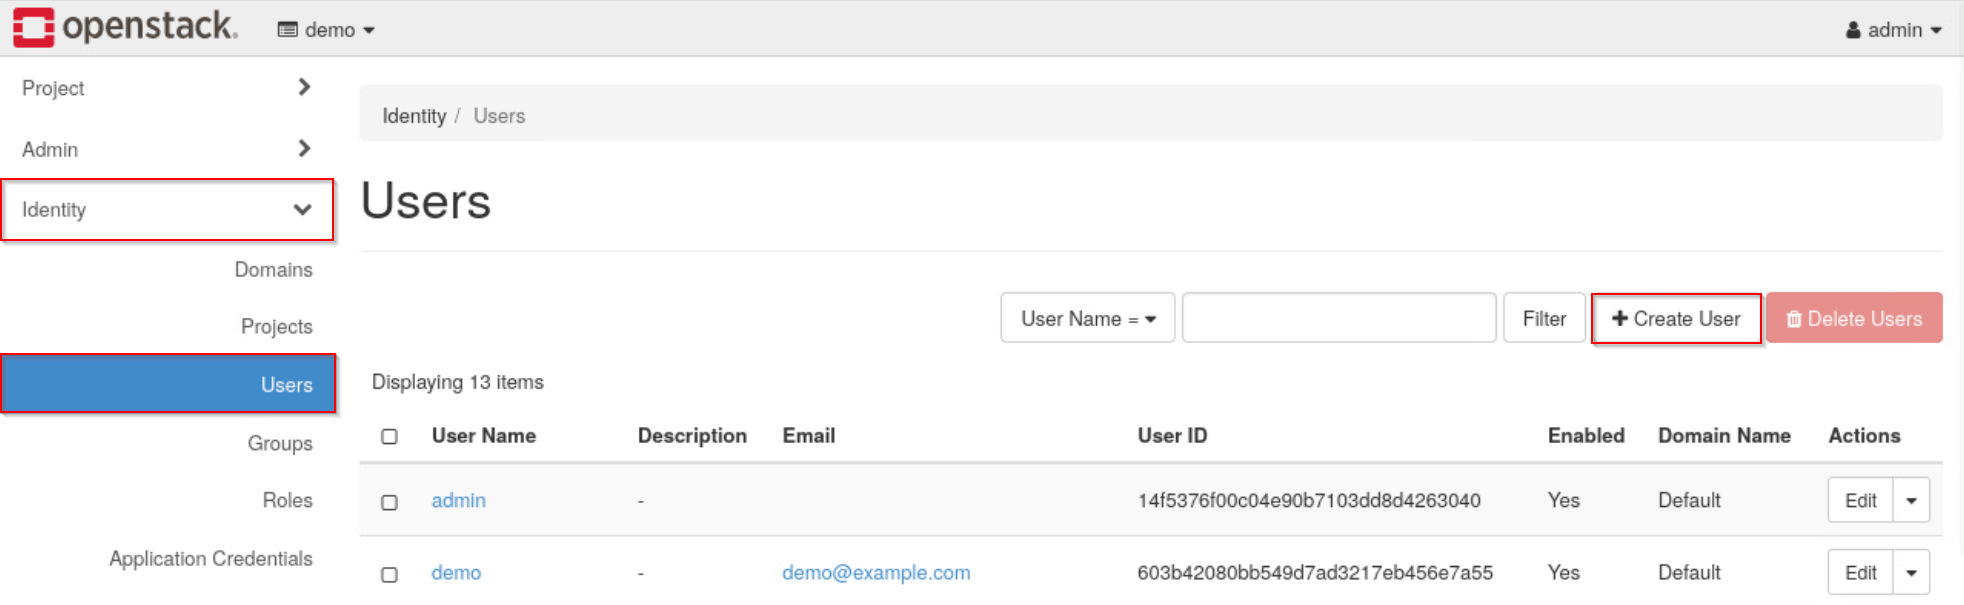 openstack. demo admin
Project
Admin
Identity
Domains
Projects
Users
Groups
Roles
Application Credentials
Identity / Users
Users
User Name = Filter + Create User Delete Users
Displaying 13 items
User Name Description Email User ID Enabled Domain Name Actions
admin - 14f5376f00c04e90b7103dd8d4263040 Yes Default Edit
demo - demo@example.com 603b42080bb549d7ad3217eb456e7a55 Yes Default Edit